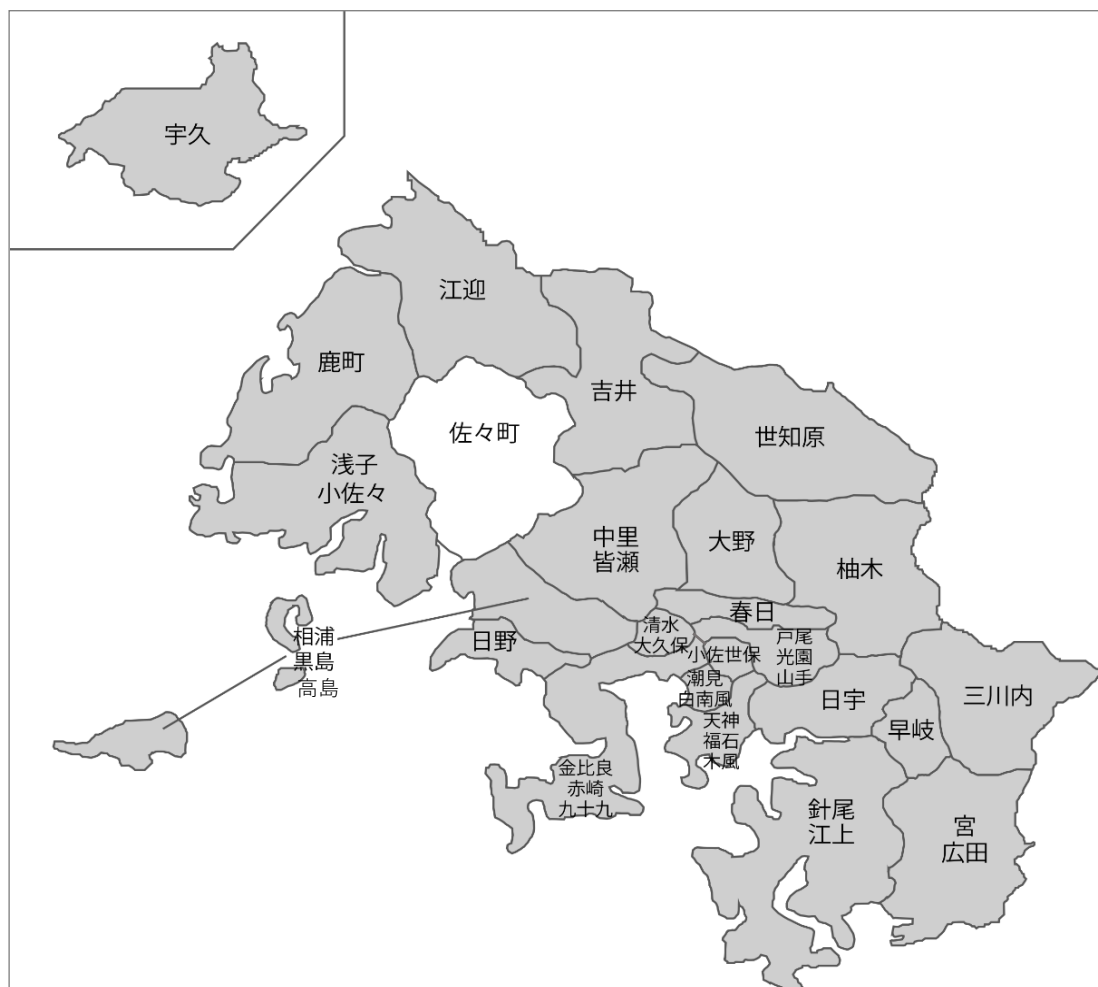 宇久
江迎
鹿町
吉井
佐々町
世知原
浅子
小佐々
中里
皆瀬
大野
柚木
春日
清水
大久保
戸尾
光園
山手
相浦
黒島
高島
日野
小佐世保
潮見
白南風
天神
福石
木風
日宇
早岐
三川内
金比良
赤崎
九十九
針尾
江上
宮
広田